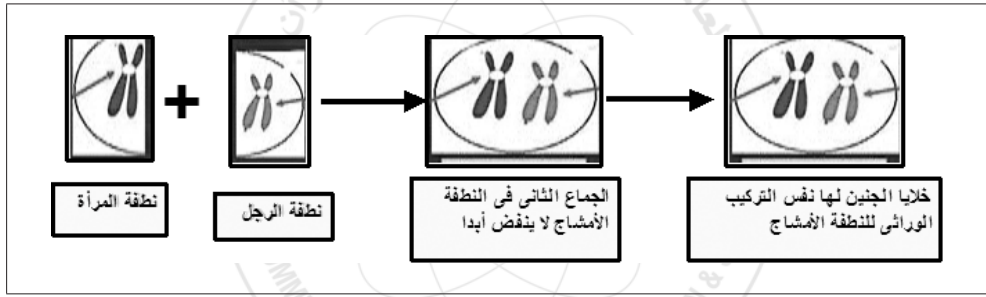 نطفة المرأة
نطفة الرجل
الجماع الثانى فى النطفة
الأمشاج لا ينفض أبدا
خلايا الجنين لها نفس التركيب
الوراثى للنطفة الأمشاج